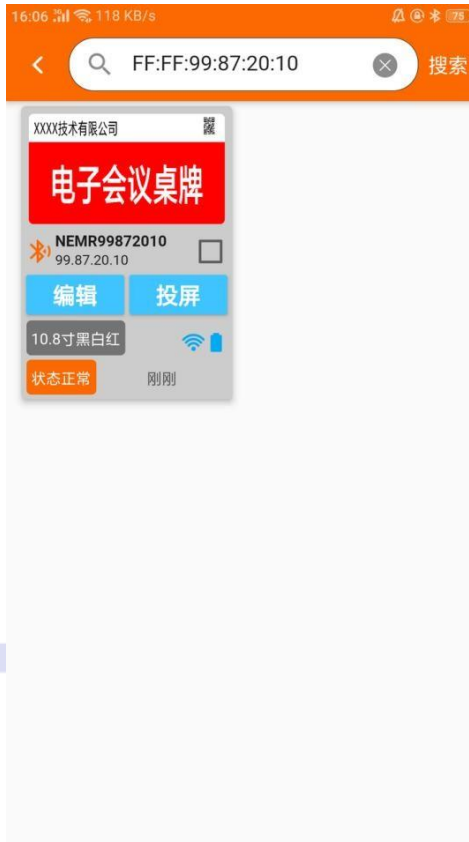 16:06 118 KB/s 75
FF:FF:99:87:20:10 搜索
XXXX技术有限公司
电子会议桌牌
NEMR99872010
99.87.20.10
编辑 投屏
10.8寸黑白红
状态正常 刚刚